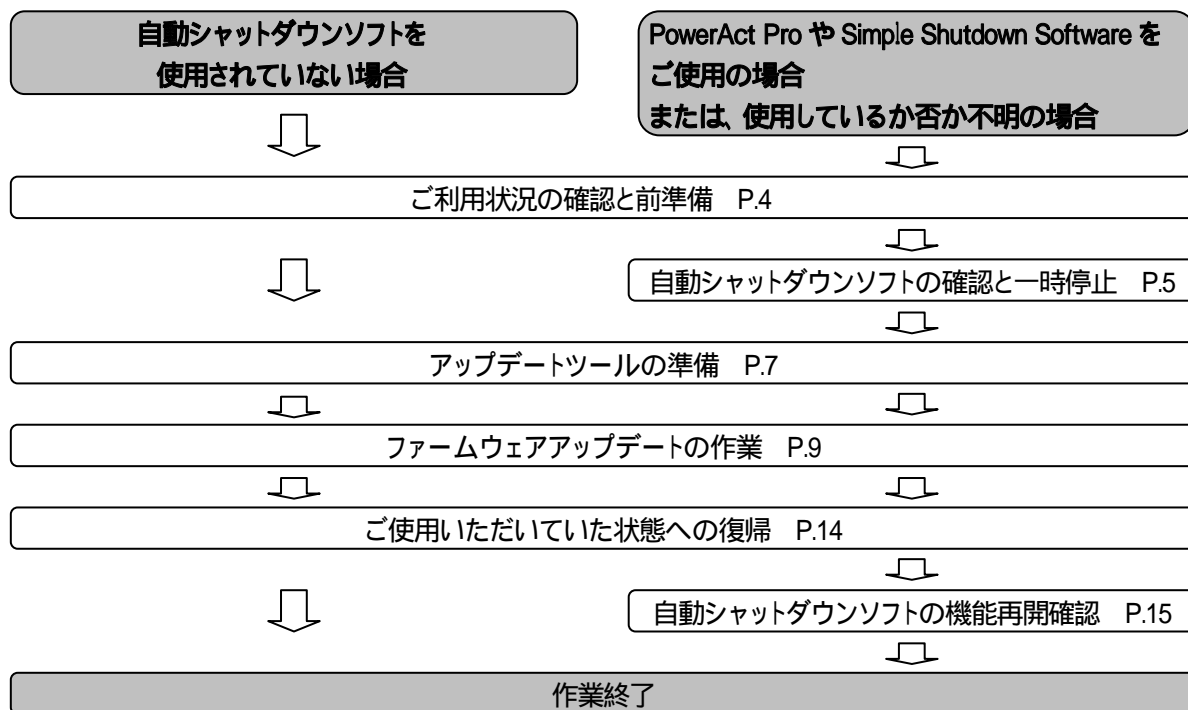 自動シャットダウンソフトを
使用されていない場合
PowerAct Pro や Simple Shutdown Software を
ご使用の場合
または、使用しているか否か不明の場合
ご利用状況の確認と前準備 P.4
自動シャットダウンソフトの確認と一時停止 P.5
アップデートツールの準備 P.7
ファームウェアアップデートの作業 P.9
ご使用いただいていた状態への復帰 P.14
自動シャットダウンソフトの機能再開確認 P.15
作業終了